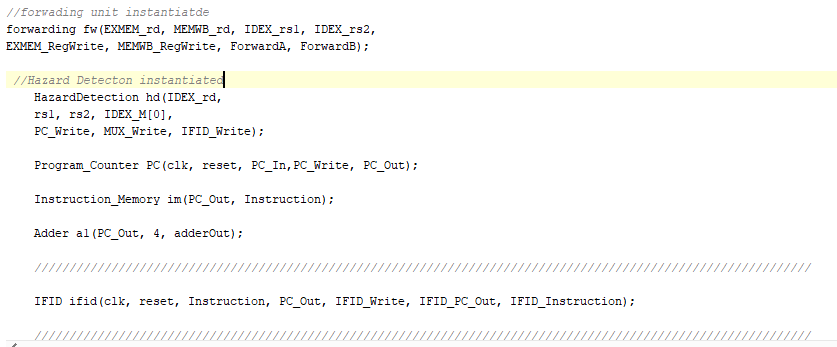 //forwading unit instantiatde
forwarding fw(EXMEM_rd, MEMWB_rd, IDEX_rs1, IDEX_rs2,
EXMEM_RegWrite, MEMWB_RegWrite, ForwardA, ForwardB);
//Hazard Detecton instantiated
HazardDetection hd(IDEX_rd,
rs1, rs2, IDEX_M[0],
PC_Write, MUX_Write, IFID_Write);
Program_Counter PC(clk, reset, PC_In,PC_Write, PC_Out);
Instruction_Memory im(PC_Out, Instruction);
Adder a1(PC_Out, 4, adderOut);
///////////////////////////////////////////////////////////////////////////////////////////////////////////////
IFID ifid(clk, reset, Instruction, PC_Out, IFID_Write, IFID_PC_Out, IFID_Instruction);
///////////////////////////////////////////////////////////////////////////////////////////////////////////////